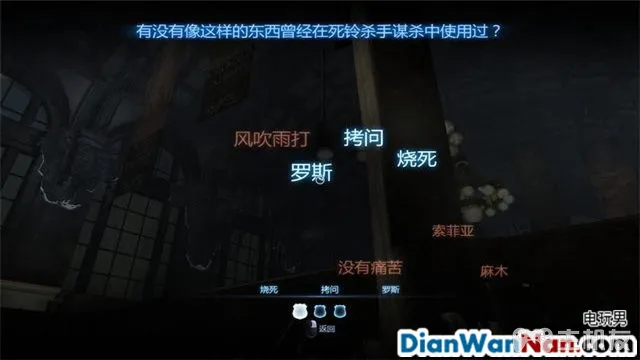 有没有像这样的东西曾经在死铃杀手谋杀中使用过？
风吹雨打
拷问
烧死
罗斯
索菲亚
没有痛苦
麻木
烧死 拷问 罗斯
返回
电玩男
DianWanNan.com